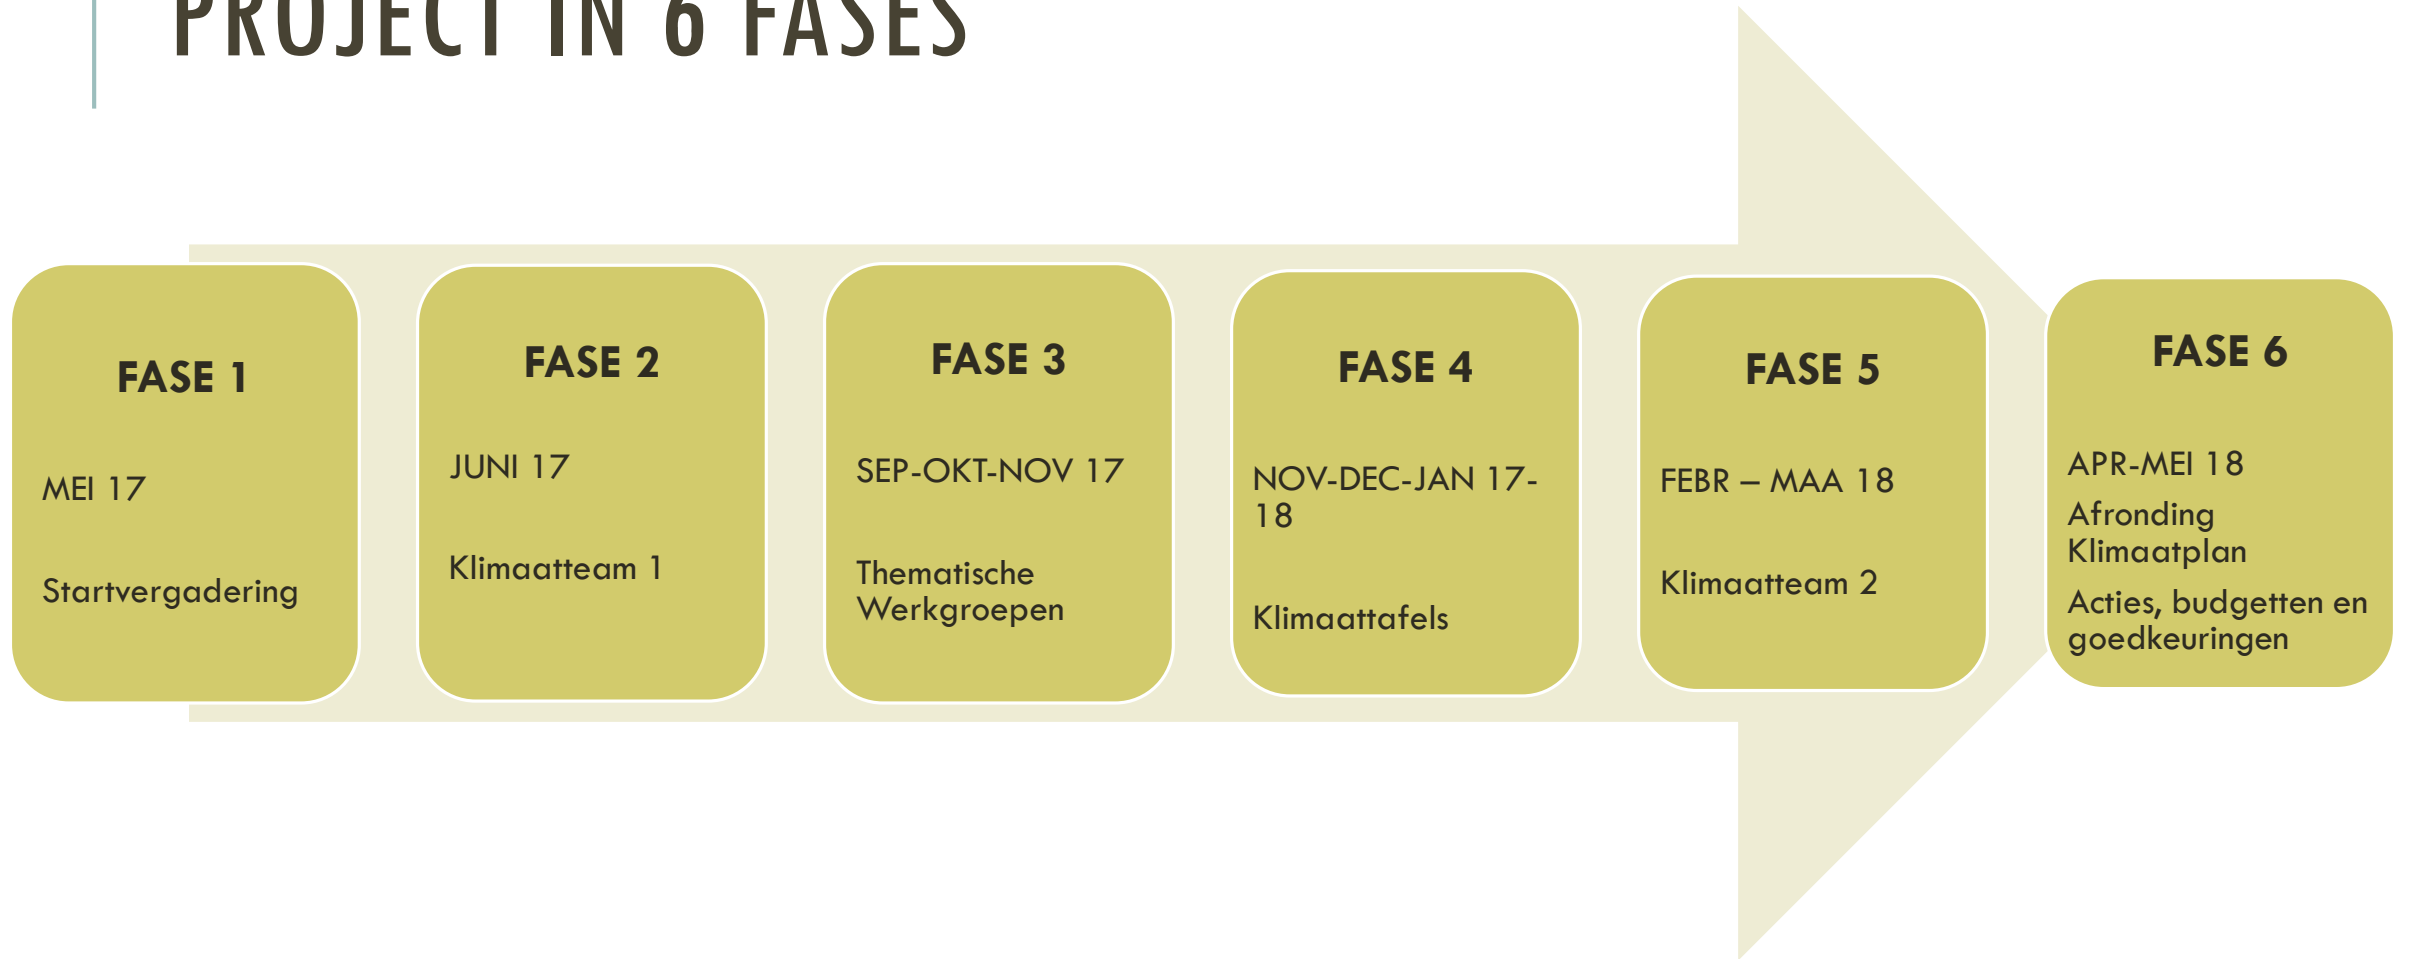 PROJECT IN 6 FASES
FASE 1
MEI 17
Startvergadering
FASE 2
JUNI 17
Klimaatteam 1
FASE 3
SEP-OKT-NOV 17
Thematische
Werkgroepen
FASE 4
NOV-DEC-JAN 17-
18
Klimaattafels
FASE 5
FEBR – MAA 18
Klimaatteam 2
FASE 6
APR-MEI 18
Afronding
Klimaatplan
Acties, budgetten en
goedkeuringen